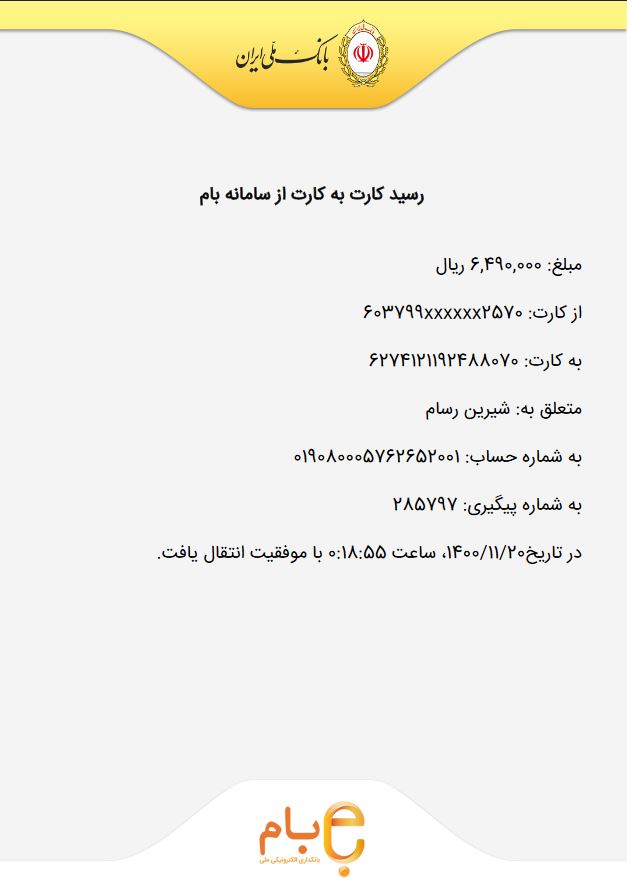 بانک ملّی ایران
رسید کارت به کارت از سامانه بام
مبلغ: ۶,۴۹۰,۰۰۰ ریال
از کارت: ۶۰۳۷۹۹xxxxxx۲۵۷۰
به کارت: ۶۲۷۴۱۲۱۱۹۲۴۸۸۰۷۰
متعلق به: شیرین رسام
به شماره حساب: ۰۱۹۰۸۰۰۰۵۷۶۲۶۵۲۰۰۱
به شماره پیگیری: ۲۸۵۷۹۷
در تاریخ۱۴۰۰/۱۱/۲۰، ساعت ۰:۱۸:۵۵ با موفقیت انتقال یافت.
بام
بانکداری الکترونیکی ملی